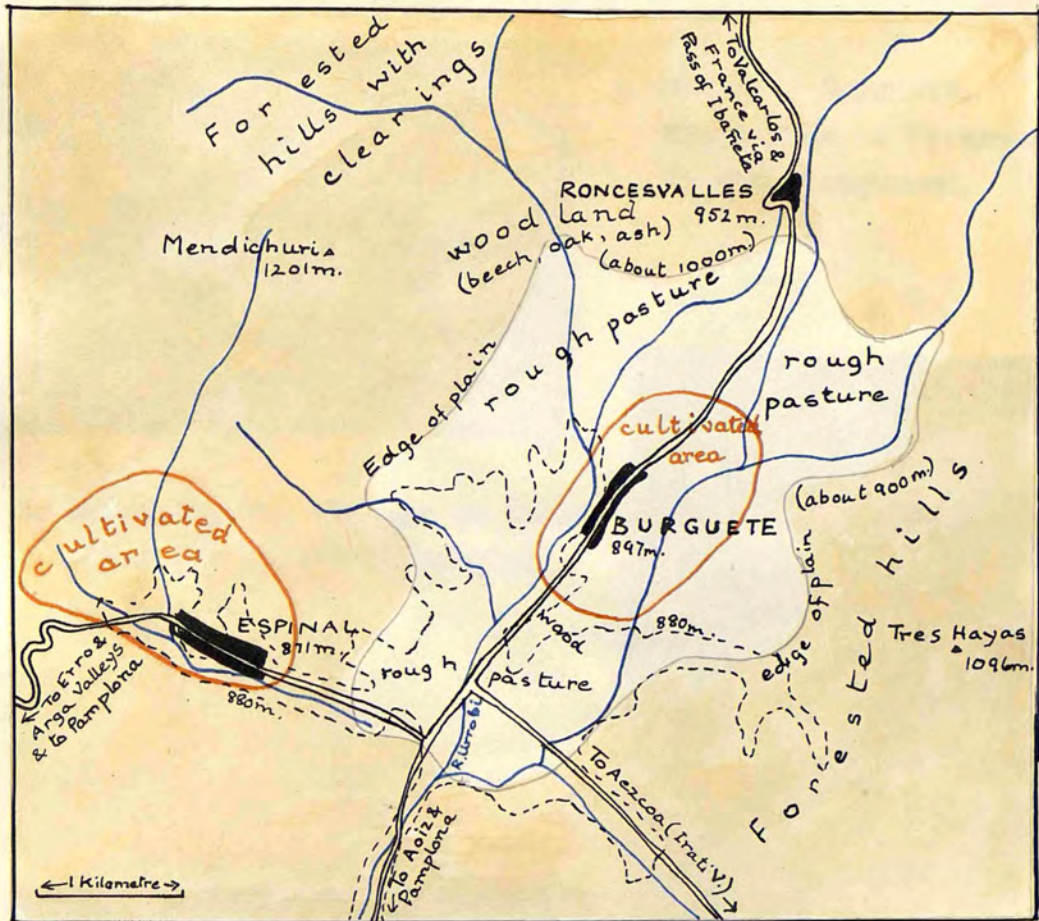 Forested
hills with
clearings
To Valcarlos &
France via
Pass of Ibañeta
RONCESVALLES
952m.
woodland
(beech, oak, ash)
(about 1000m)
Mendichuri
1201m.
Edge of plain
rough pasture
rough
pasture
cultivated
area
BURGUETE
897m.
(about 900m)
edge of plain
Forested hills
Tres Hayas
1096m.
cultivated
area
ESPINAL
871m.
880m.
To Erro &
Arga Valleys
& to Pamplona
rough
wood
pasture
880m.
R. Urrobi
To Aezcoa (Irati V.)
To Aoiz &
Pamplona
1 Kilometre